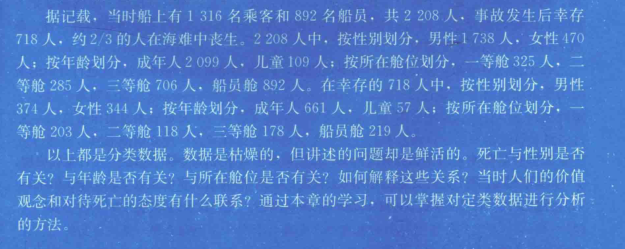 据记载，当时船上有 1 316 名乘客和 892 名船员，共 2 208 人，事故发生后幸存
718 人，约 2/3 的人在海难中丧生。2 208 人中，按性别划分，男性 1 738 人，女性 470
人；按年龄划分，成年人 2 099 人，儿童 109 人；按所在舱位划分，一等舱 325 人，二
等舱 285 人，三等舱 706 人，船员舱 892 人。在幸存的 718 人中，按性别划分，男性
374 人，女性 344 人；按年龄划分，成年人 661 人，儿童 57 人；按所在舱位划分，一
等舱 203 人，二等舱 118 人，三等舱 178 人，船员舱 219 人。
以上都是分类数据。数据是枯燥的，但讲述的问题却是鲜活的。死亡与性别是否
有关？与年龄是否有关？与所在舱位是否有关？如何解释这些关系？当时人们的价值
观念和对待死亡的态度有什么联系？通过本章的学习，可以掌握对定类数据进行分析
的方法。